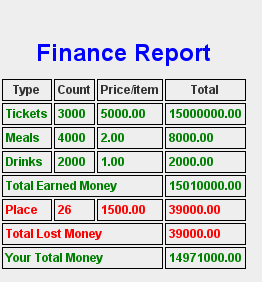 Finance Report
Type Count Price/item Total
Tickets 3000 5000.00 15000000.00
Meals 4000 2.00 8000.00
Drinks 2000 1.00 2000.00
Total Earned Money 15010000.00
Place 26 1500.00 39000.00
Total Lost Money 39000.00
Your Total Money 14971000.00